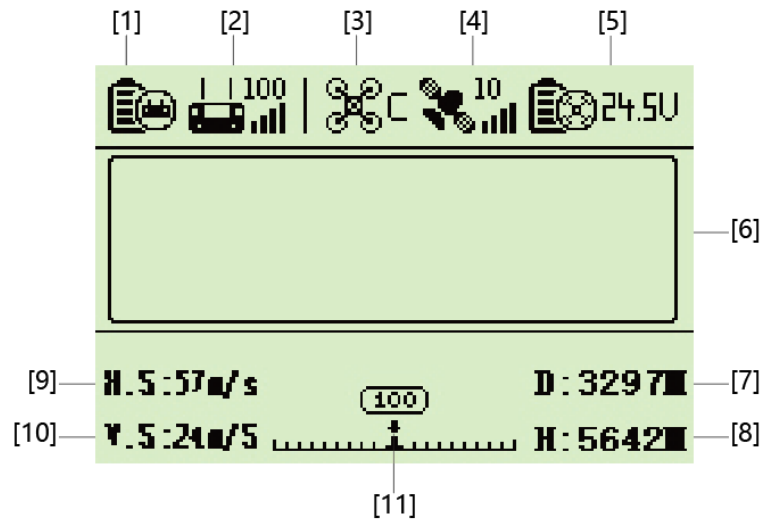 [1] [2] [3] [4] [5]
100 C 10 24.5V
[6]
[9] H.S:57m/s 100 D:3297M [7]
[10] V.S:24m/S H:5642M [8]
[11]